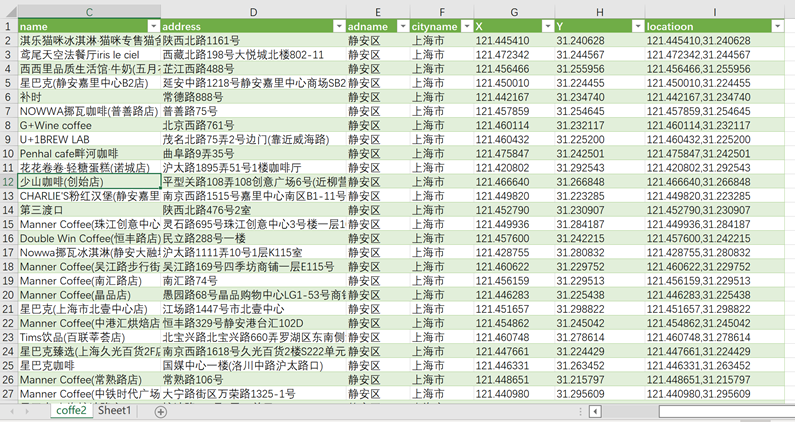 C D E F G H I
1 name address adname cityname X Y locatioon
2 淇乐猫咪冰淇淋·猫咪专售猫会 陕西北路1161号 静安区 上海市 121.445410 31.240628 121.445410,31.240628
3 鸢尾天空法餐厅iris le ciel 西藏北路198号大悦城北楼802-11 静安区 上海市 121.472342 31.244567 121.472342,31.244567
4 西西里品质生活馆·牛奶(五月花 芷江西路488号 静安区 上海市 121.456466 31.255956 121.456466,31.255956
5 星巴克(静安嘉里中心B2店) 延安中路1218号静安嘉里中心商场SB2 静安区 上海市 121.450010 31.224455 121.450010,31.224455
6 补时 常德路888号 静安区 上海市 121.442167 31.234740 121.442167,31.234740
7 NOWWA挪瓦咖啡(普善路店) 普善路75号 静安区 上海市 121.457859 31.254645 121.457859,31.254645
8 G+Wine coffee 北京西路761号 静安区 上海市 121.460114 31.232117 121.460114,31.232117
9 U+1BREW LAB 茂名北路75弄2号边门(靠近威海路) 静安区 上海市 121.460432 31.225200 121.460432,31.225200
10 Penhal cafe畔河咖啡 曲阜路9弄35号 静安区 上海市 121.475847 31.242501 121.475847,31.242501
11 花花卷卷·轻糖蛋糕(诺城店) 沪太路1895弄51号1楼咖啡厅 静安区 上海市 121.420802 31.292543 121.420802,31.292543
12 少山咖啡(创始店) 平型关路108弄108创意广场6号(近柳营 静安区 上海市 121.466640 31.266848 121.466640,31.266848
13 CHARLIE'S粉红汉堡(静安嘉里 南京西路1515号嘉里中心南区B1-11号 静安区 上海市 121.449820 31.223285 121.449820,31.223285
14 第三渡口 陕西北路476号2室 静安区 上海市 121.452790 31.230907 121.452790,31.230907
15 Manner Coffee(珠江创意中心 灵石路695号珠江创意中心3号楼一层10 静安区 上海市 121.449936 31.284187 121.449936,31.284187
16 Double Win Coffee(恒丰路店) 民立路288号一楼 静安区 上海市 121.457600 31.242215 121.457600,31.242215
17 Nowwa挪瓦冰淇淋(静安大融城 沪太路1111弄10号1层K115室 静安区 上海市 121.428755 31.280832 121.428755,31.280832
18 Manner Coffee(吴江路步行街 吴江路169号四季坊商铺一层E115号 静安区 上海市 121.460622 31.229752 121.460622,31.229752
19 Manner Coffee(南汇路店) 南汇路74号 静安区 上海市 121.456159 31.229513 121.456159,31.229513
20 Manner Coffee(晶品店) 愚园路68号晶品购物中心LG1-53号商铺 静安区 上海市 121.446283 31.225438 121.446283,31.225438
21 星巴克(上海市北壹中心店) 江场路1447号市北壹中心 静安区 上海市 121.451657 31.298822 121.451657,31.298822
22 Manner Coffee(中港汇烘焙店 恒丰路329号静安港台汇102D 静安区 上海市 121.454862 31.245042 121.454862,31.245042
23 Tims饮品(百联莘荟店) 北宝兴路北宝兴路660弄罗湖区东南侧 静安区 上海市 121.460748 31.278614 121.460748,31.278614
24 星巴克臻选(上海久光百货2F店 南京西路1618号久光百货2楼S222单元 静安区 上海市 121.447661 31.224429 121.447661,31.224429
25 星巴克咖啡 国媒中心一楼(洛川中路沪太路口) 静安区 上海市 121.446331 31.263452 121.446331,31.263452
26 Manner Coffee(常熟路店) 常熟路106号 静安区 上海市 121.448651 31.215797 121.448651,31.215797
27 Manner Coffee(中铁时代广场 大宁路街区万荣路1325-1号 静安区 上海市 121.440980 31.295609 121.440980,31.295609
coffe2 Sheet1